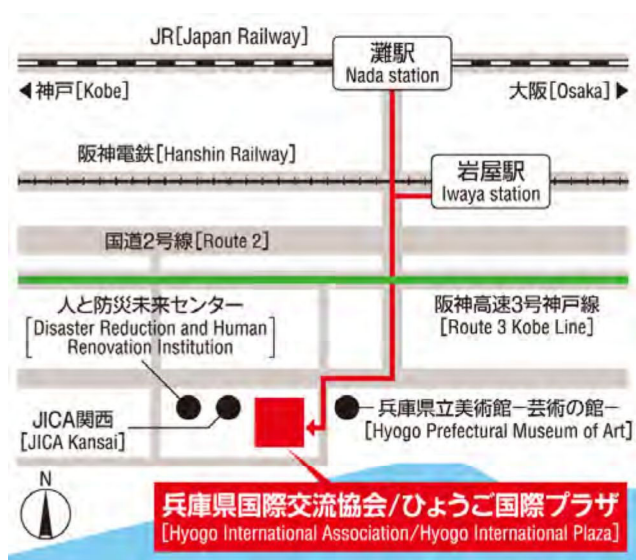 JR[Japan Railway]
灘駅
Nada station
神戸[Kobe]
大阪[Osaka]
阪神電鉄[Hanshin Railway]
岩屋駅
Iwaya station
国道2号線[Route 2]
人と防災未来センター
[Disaster Reduction and Human
Renovation Institution]
阪神高速3号神戸線
[Route 3 Kobe Line]
JICA関西
[JICA Kansai]
兵庫県立美術館−芸術の館−
[Hyogo Prefectural Museum of Art]
N
兵庫県国際交流協会/ひょうご国際プラザ
[Hyogo International Association/Hyogo International Plaza]